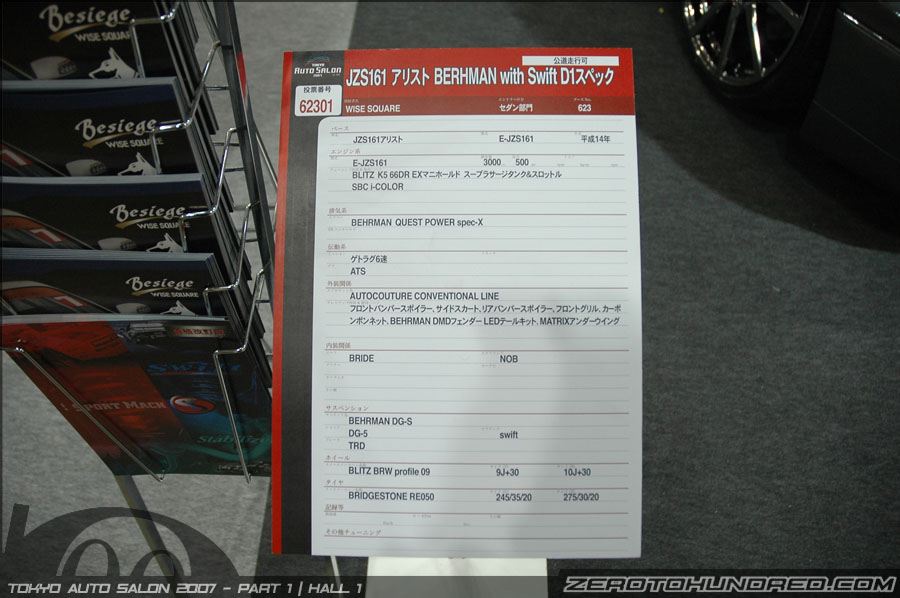 Besiege
WISE SQUARE
Besiege
WISE SQUARE
Besiege
WISE SQUARE
Besiege
WISE SQUARE
SPORT MACH
TOKYO
AUTO SALON
2007
公道走行可
JZS161 アリスト BERHMAN with Swift D1スペック
投票番号
62301
WISE SQUARE
セダン部門
623
ベース
JZS161アリスト
E-JZS161
平成14年
エンジン系
E-JZS161
3000
500
BLITZ K5 66DR EXマニホールド スープラサージタンク&スロットル
SBC i-COLOR
排気系
BEHRMAN QUEST POWER spec-X
伝動系
ゲトラグ6速
ATS
外装関係
AUTOCOUTURE CONVENTIONAL LINE
フロントバンパースポイラー, サイドスカート, リアバンパースポイラー, フロントグリル, カーボ
ンボンネット, BEHRMAN DMDフェンダー LEDテールキット, MATRIXアンダーウイング
内装関係
BRIDE
NOB
サスペンション
BEHRMAN DG-S
DG-5
swift
TRD
ホイール
BLITZ BRW profile 09
9J+30
10J+30
タイヤ
BRIDGESTONE RE050
245/35/20
275/30/20
記録等
その他チューニング
TOKYO AUTO SALON 2007 - PART 1 | HALL 1
ZEROTOHUNDRED.COM